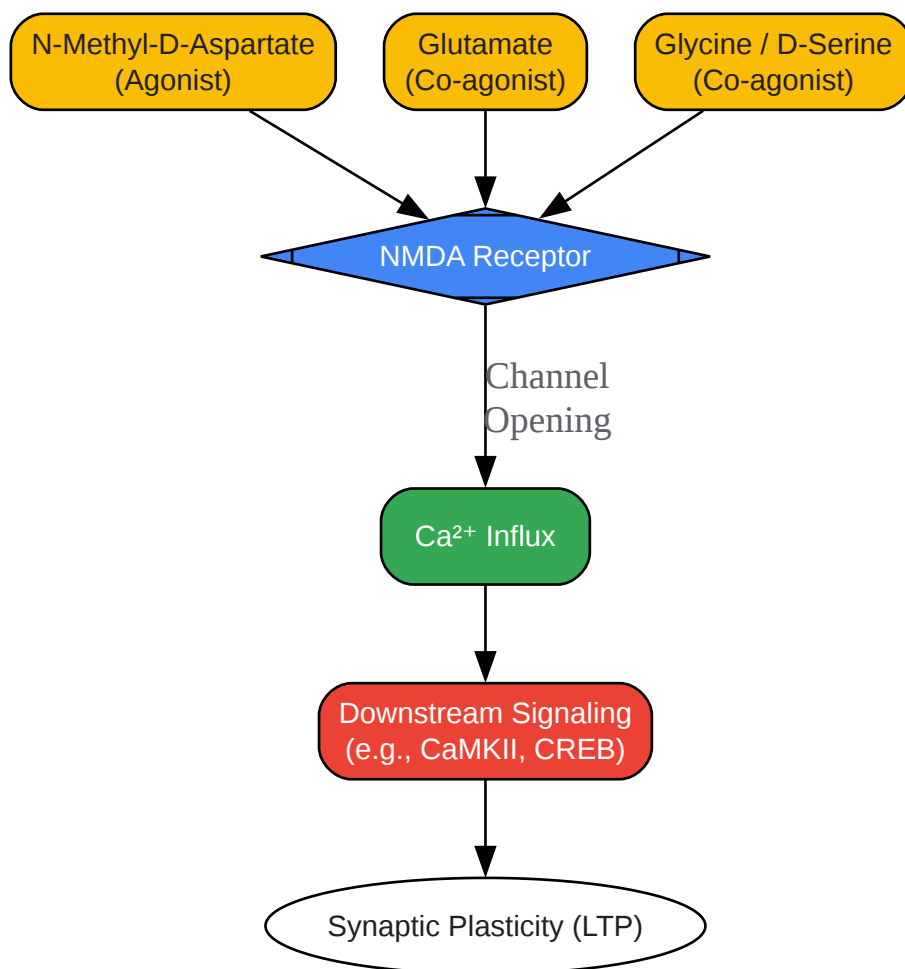 N-Methyl-D-Aspartate
(Agonist)
Glutamate
(Co-agonist)
Glycine / D-Serine
(Co-agonist)
NMDA Receptor
Channel
Opening
Ca²⁺ Influx
Downstream Signaling
(e.g., CaMKII, CREB)
Synaptic Plasticity (LTP)